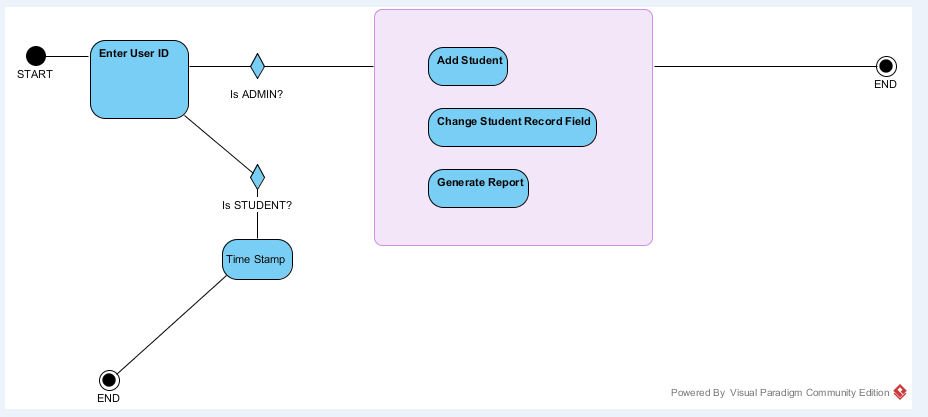 Enter User ID
START
Is ADMIN?
Add Student
Change Student Record Field
Generate Report
END
Is STUDENT?
Time Stamp
END
Powered By Visual Paradigm Community Edition